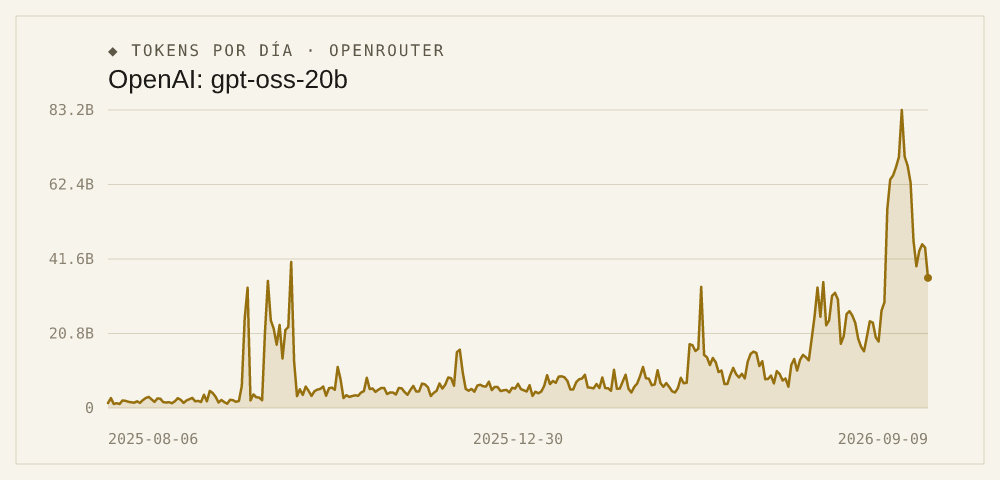 ◆ TOKENS POR DÍA · OPENROUTER
OpenAI: gpt-oss-20b
83.2B
62.4B
41.6B
20.8B
0
2025-08-06 2025-12-30 2026-09-09